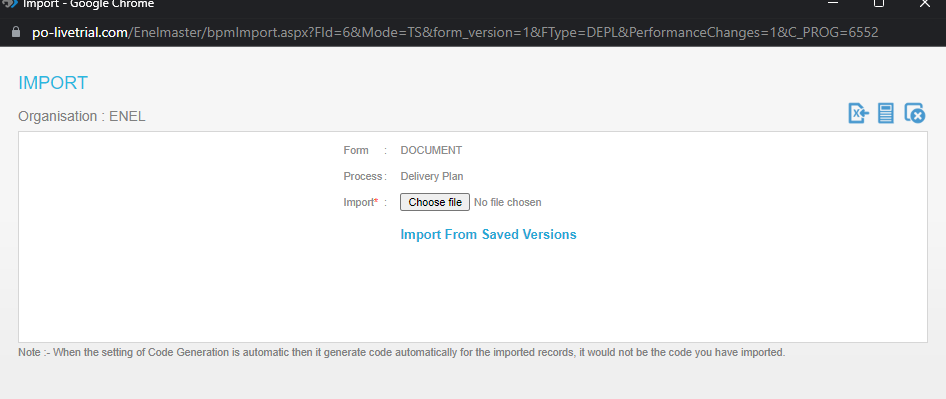 Import - Google Chrome
po-livetrial.com/Enelmaster/bpmImport.aspx?FId=6&Mode=TS&form_version=1&FType=DEPL&PerformanceChanges=1&C_PROG=6552
IMPORT
Organisation : ENEL
Form : DOCUMENT
Process : Delivery Plan
Import* : Choose file No file chosen
Import From Saved Versions
Note :- When the setting of Code Generation is automatic then it generate code automatically for the imported records, it would not be the code you have imported.